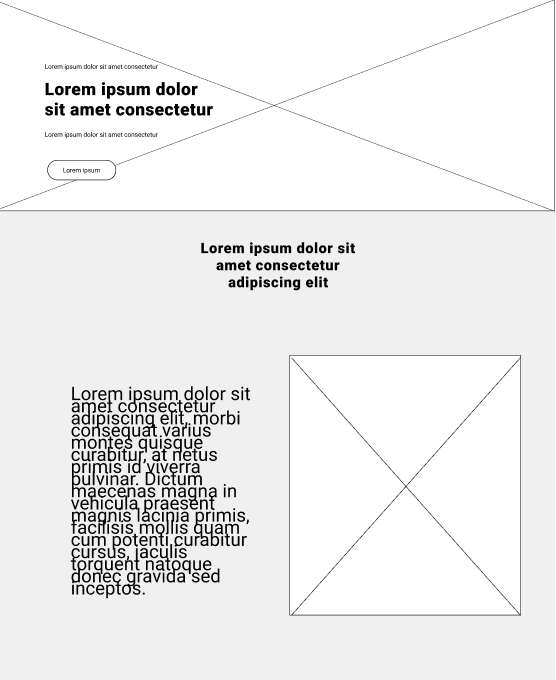 Lorem ipsum dolor sit amet consectetur
Lorem ipsum dolor
sit amet consectetur
Lorem ipsum dolor sit amet consectetur
Lorem ipsum
Lorem ipsum dolor sit
amet consectetur
adipiscing elit
Lorem ipsum dolor sit
amet consectetur
adipiscing elit, morbi
consequat varius
montes quisque
curabitur, at netus
primis id viverra
pulvinar. Dictum
maecenas magna in
vehicula praesent
magnis lacinia primis,
facilisis mollis quam
cum potenti curabitur
cursus, iaculis
torquent natoque
donec gravida sed
inceptos.